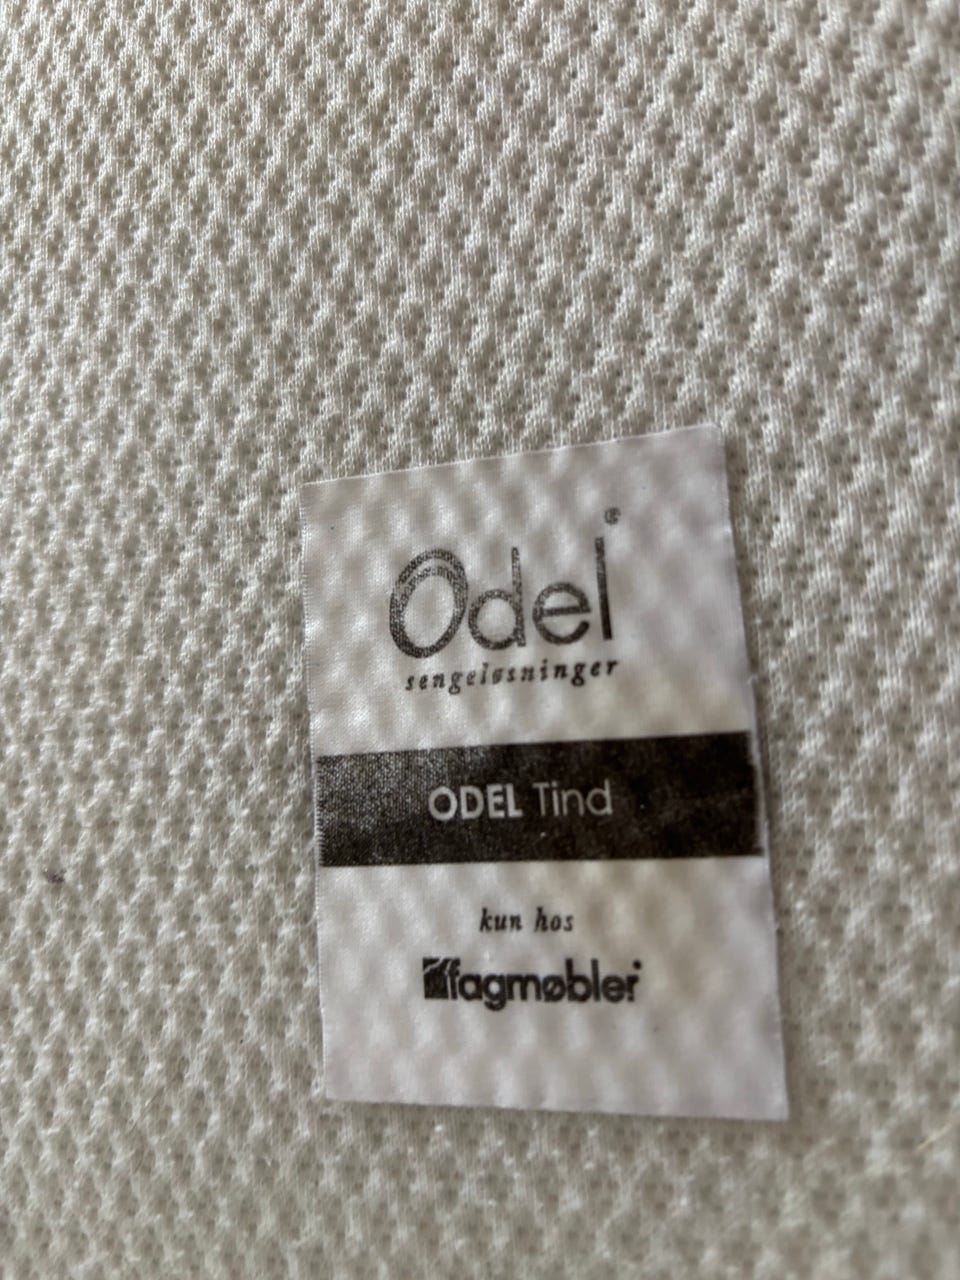 Odel®
sengeløsninger
ODEL Tind
kun hos
fagmøbler